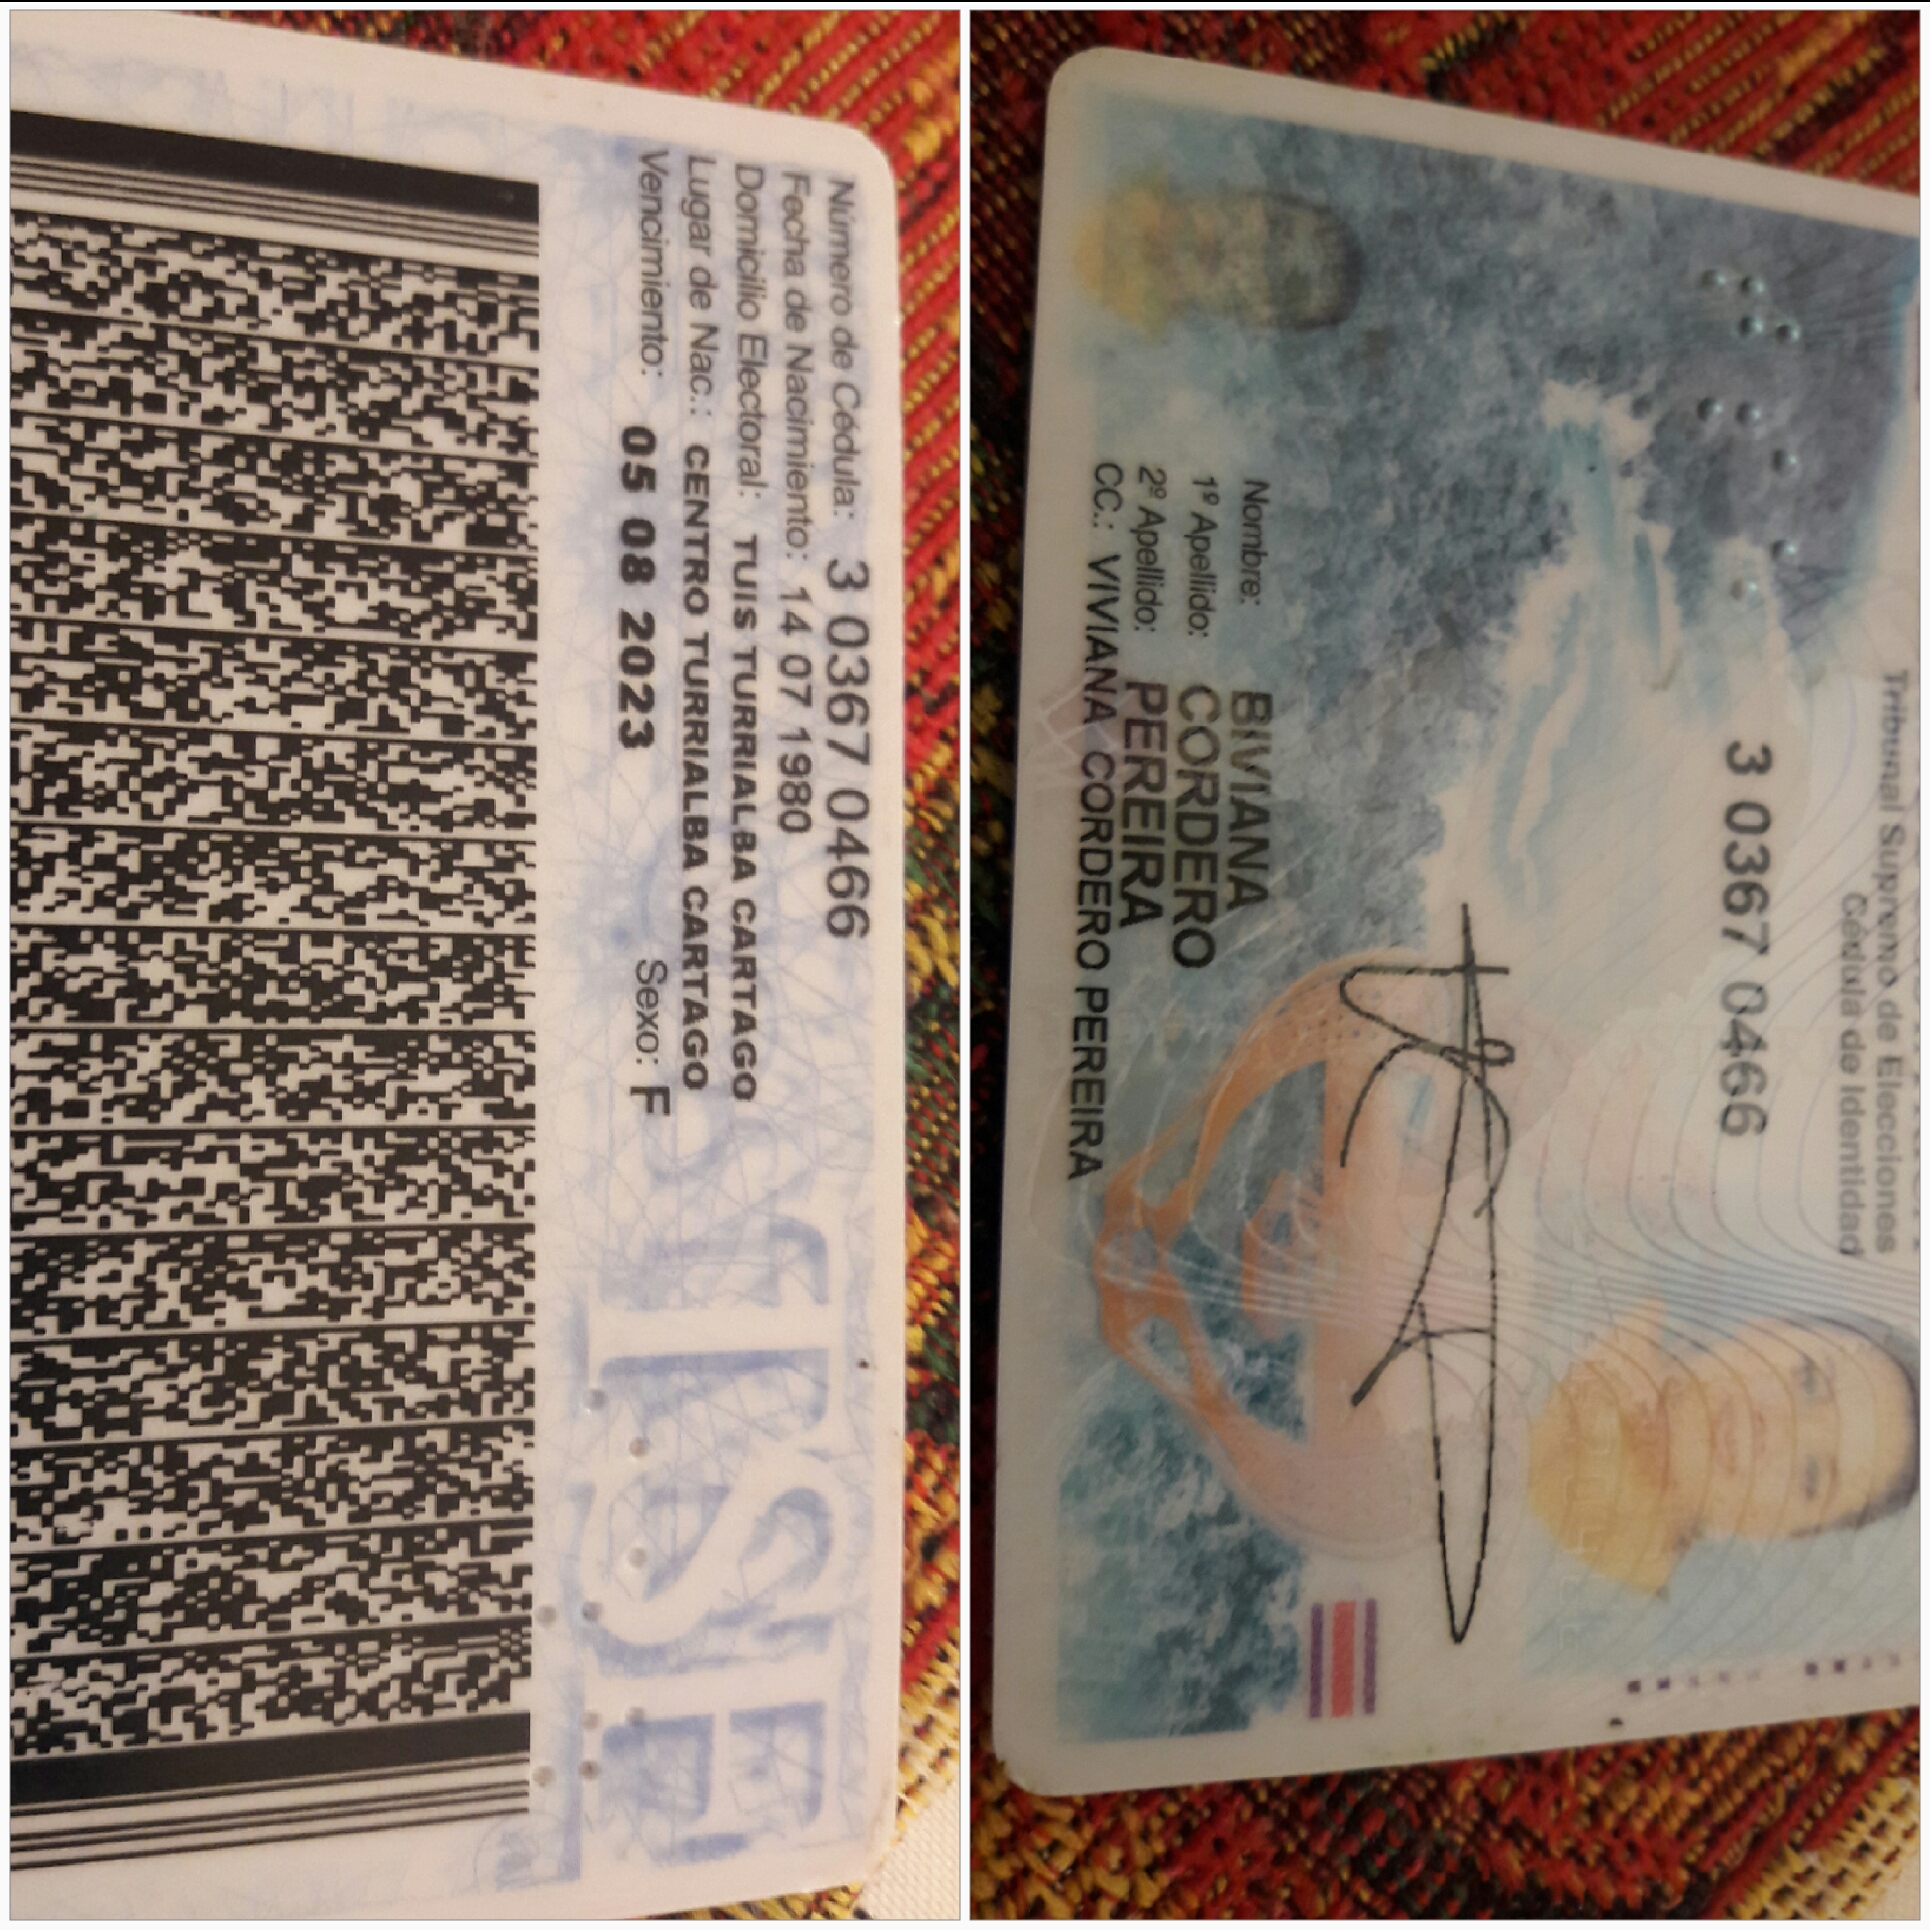 Número de Cédula: 3 0367 0466
Fecha de Nacimiento: 14 07 1980
Domicilio Electoral: TUIS TURRIALBA CARTAGO
Lugar de Nac.: CENTRO TURRIALBA CARTAGO
Vencimiento: 05 08 2023 Sexo: F
TSE
Tribunal Supremo de Elecciones
Cédula de Identidad
3 0367 0466
Nombre: BIVIANA
1º Apellido: CORDERO
2º Apellido: PEREIRA
CC.: VIVIANA CORDERO PEREIRA